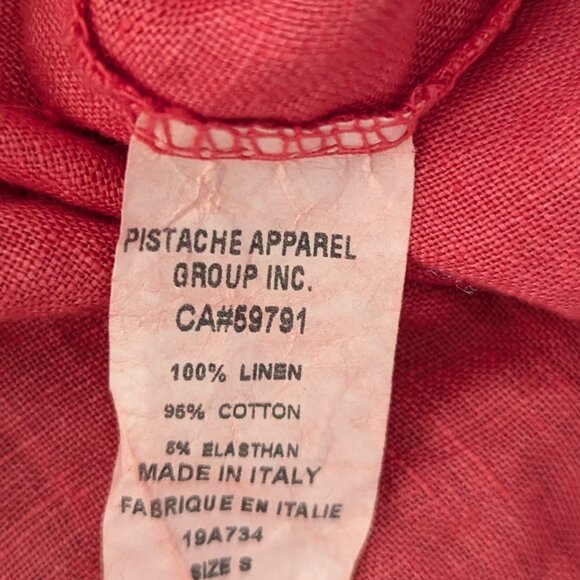 PISTACHE APPAREL
GROUP INC.
CA#59791
100% LINEN
95% COTTON
5% ELASTHAN
MADE IN ITALY
FABRIQUE EN ITALIE
19A734
SIZE S